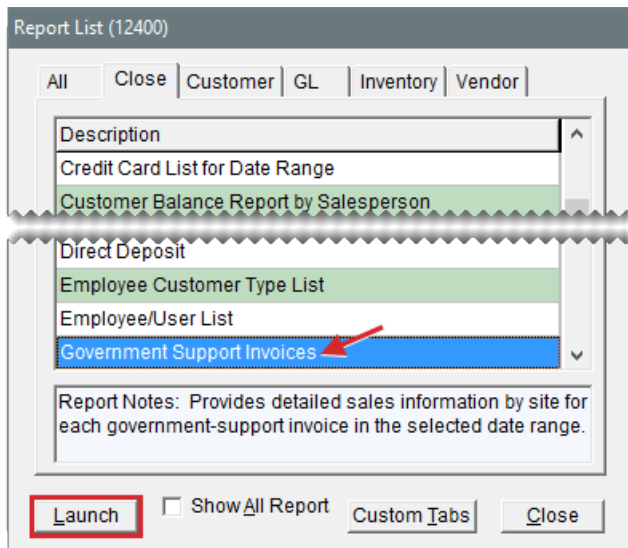 Report List (12400)
All Close Customer GL Inventory Vendor
Description
Credit Card List for Date Range
Customer Balance Report by Salesperson
Direct Deposit
Employee Customer Type List
Employee/User List
Government Support Invoices
Report Notes: Provides detailed sales information by site for
each government-support invoice in the selected date range.
Launch Show All Report Custom Tabs Close